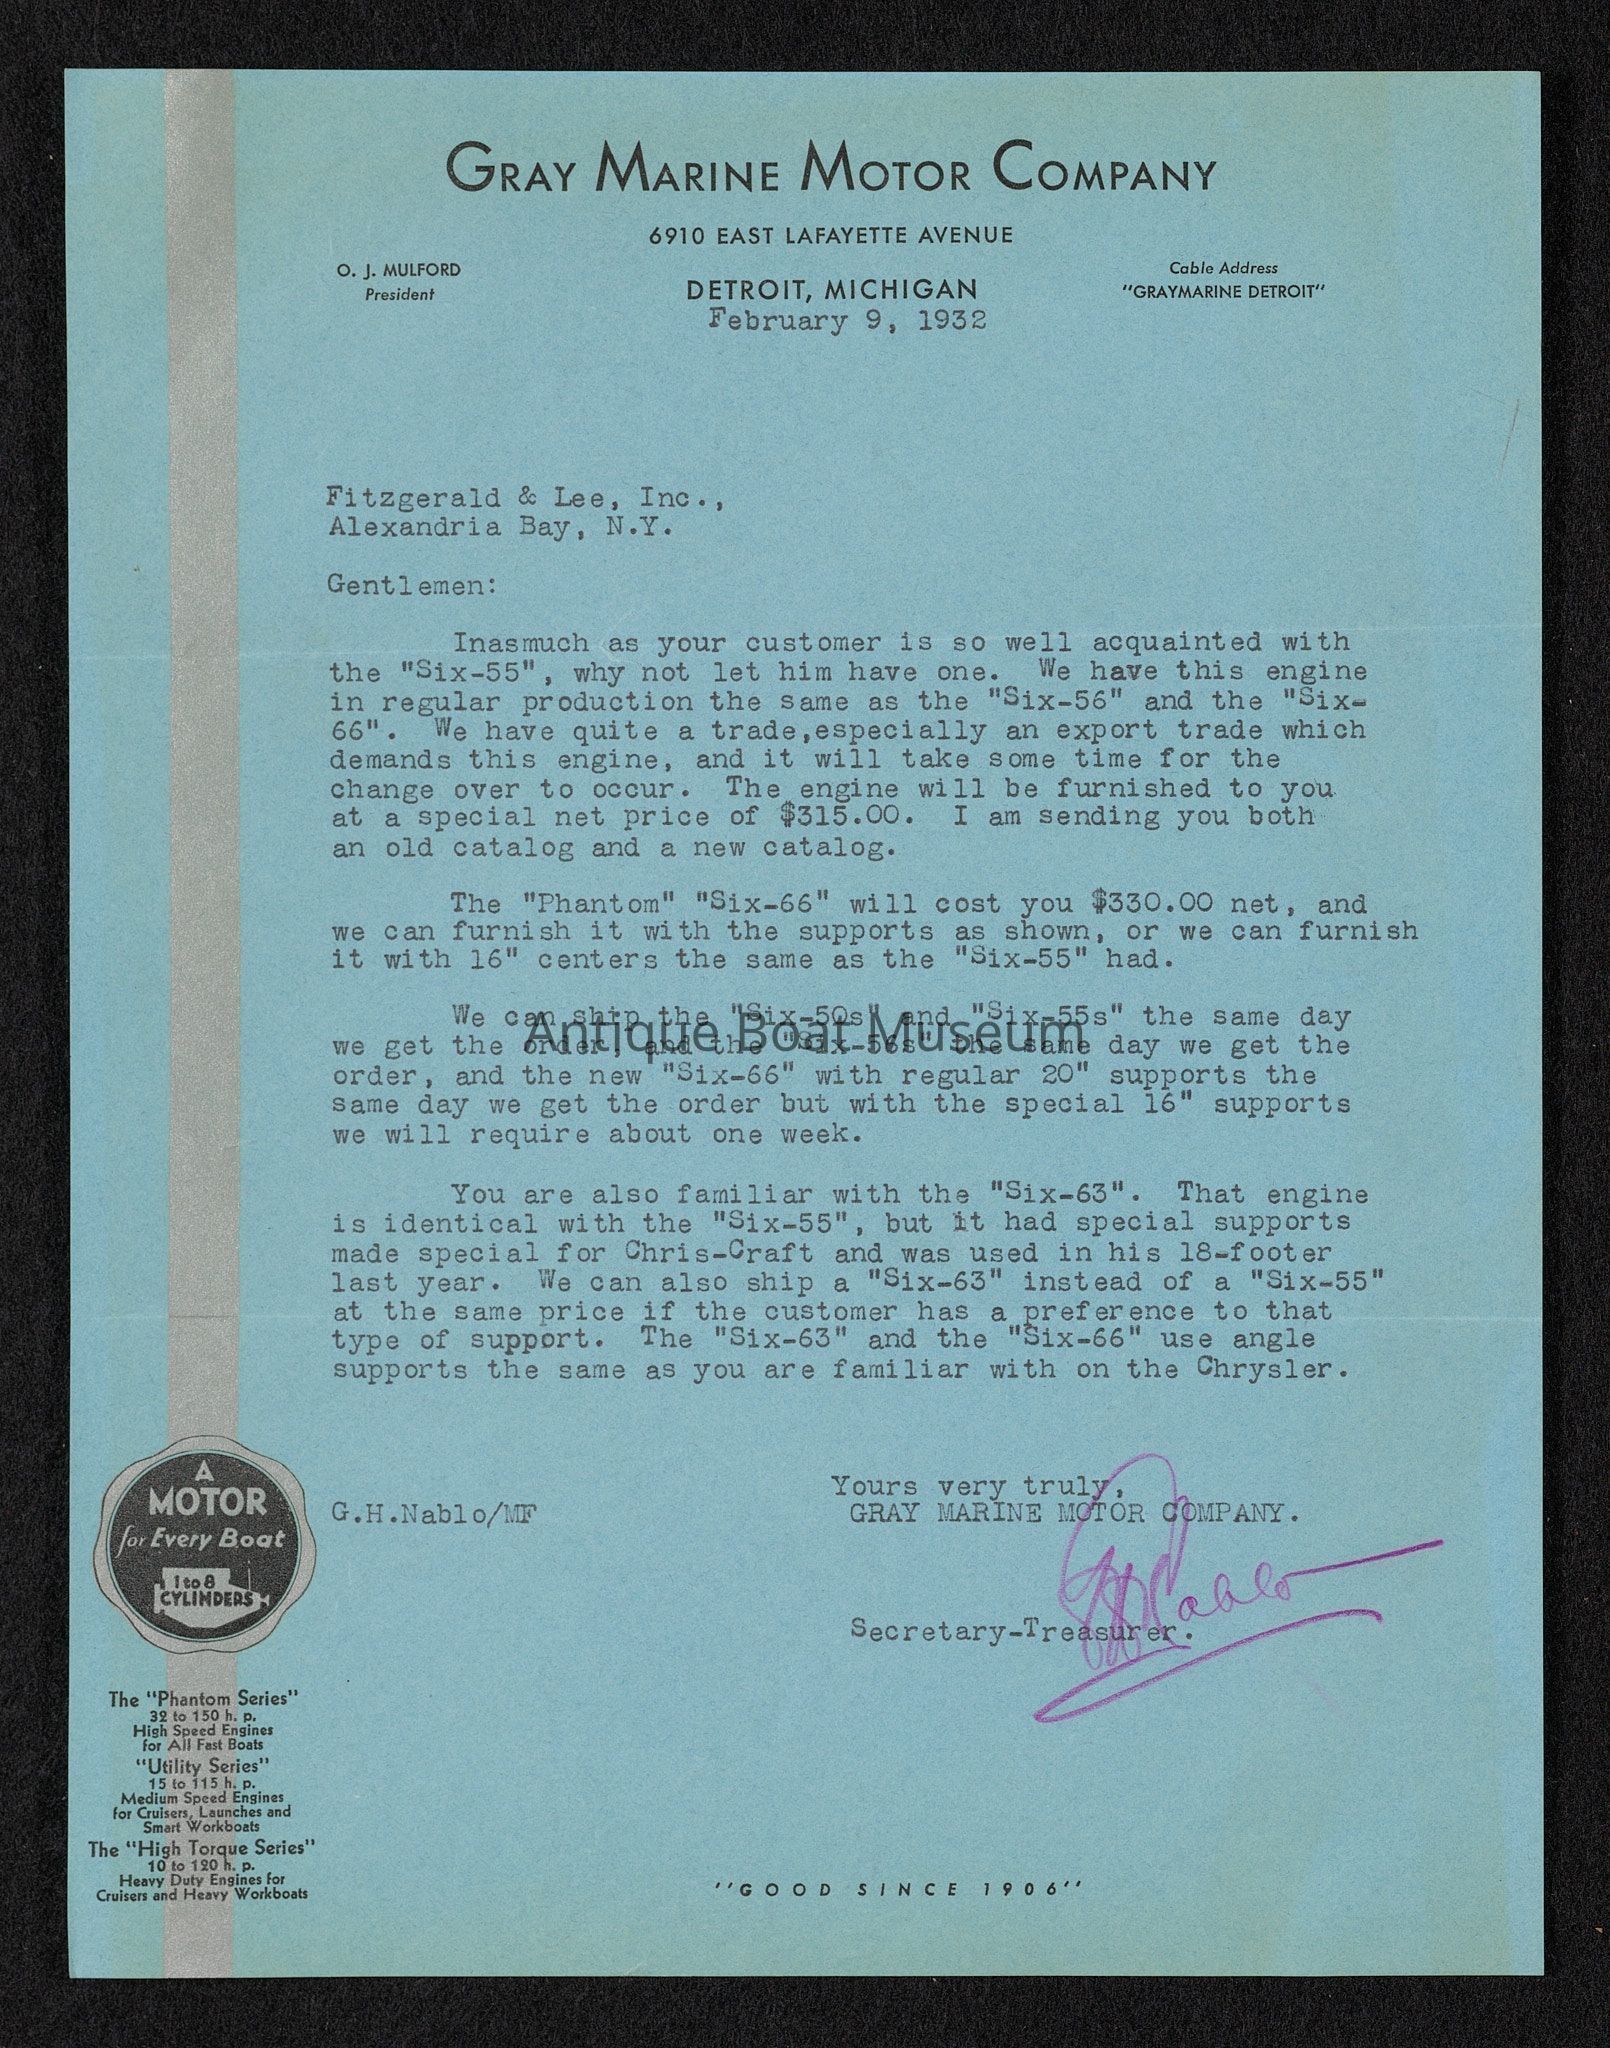 GRAY MARINE MOTOR COMPANY
6910 EAST LAFAYETTE AVENUE
O. J. MULFORD
President
DETROIT, MICHIGAN
Cable Address
"GRAYMARINE DETROIT"
February 9, 1932
Fitzgerald & Lee, Inc.,
Alexandria Bay, N.Y.
Gentlemen:
Inasmuch as your customer is so well acquainted with
the "Six-55", why not let him have one. We have this engine
in regular production the same as the "Six-56" and the "Six-
66". We have quite a trade,especially an export trade which
demands this engine, and it will take some time for the
change over to occur. The engine will be furnished to you
at a special net price of $315.00. I am sending you both
an old catalog and a new catalog.
The "Phantom" "Six-66" will cost you $330.00 net, and
we can furnish it with the supports as shown, or we can furnish
it with 16" centers the same as the "Six-55" had.
We can ship the "Six-50s" and "Six-55s" the same day
we get the order, and the "Six-56s" the same day we get the
order, and the new "Six-66" with regular 20" supports the
same day we get the order but with the special 16" supports
we will require about one week.
Antique Boat Museum
You are also familiar with the "Six-63". That engine
is identical with the "Six-55", but it had special supports
made special for Chris-Craft and was used in his 18-footer
last year. We can also ship a "Six-63" instead of a "Six-55"
at the same price if the customer has a preference to that
type of support. The "Six-63" and the "Six-66" use angle
supports the same as you are familiar with on the Chrysler.
Yours very truly,
G.H.Nablo/MF
GRAY MARINE MOTOR COMPANY.
GHNablo
Secretary-Treasurer.
A
MOTOR
for Every Boat
1 to 8
CYLINDERS
The "Phantom Series"
32 to 150 h. p.
High Speed Engines
for All Fast Boats
"Utility Series"
15 to 115 h. p.
Medium Speed Engines
for Cruisers, Launches and
Smart Workboats
The "High Torque Series"
10 to 120 h. p.
Heavy Duty Engines for
Cruisers and Heavy Workboats
"GOOD SINCE 1906"